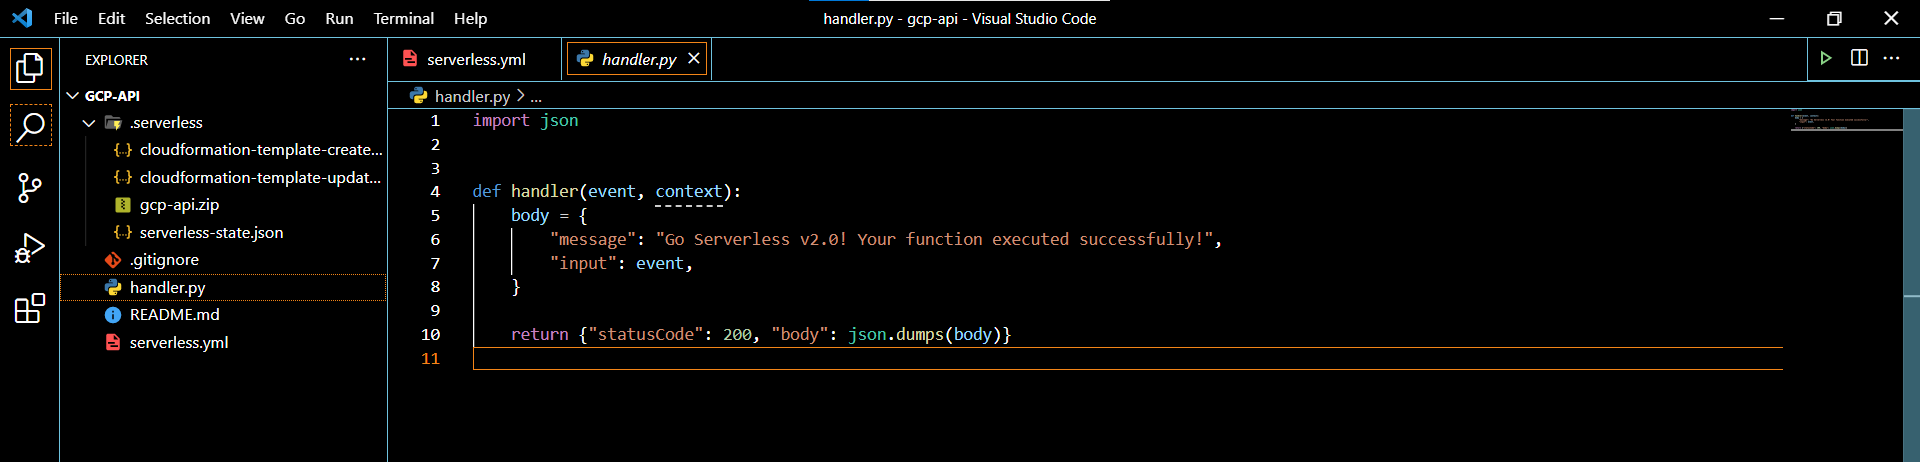 File Edit Selection View Go Run Terminal Help
handler.py - gcp-api - Visual Studio Code
EXPLORER
GCP-API
.serverless
cloudformation-template-create...
cloudformation-template-updat...
gcp-api.zip
serverless-state.json
.gitignore
handler.py
README.md
serverless.yml
serverless.yml
handler.py
handler.py > ...
1 import json
2
3
4 def handler(event, context):
5 body = {
6 "message": "Go Serverless v2.0! Your function executed successfully!",
7 "input": event,
8 }
9
10 return {"statusCode": 200, "body": json.dumps(body)}
11